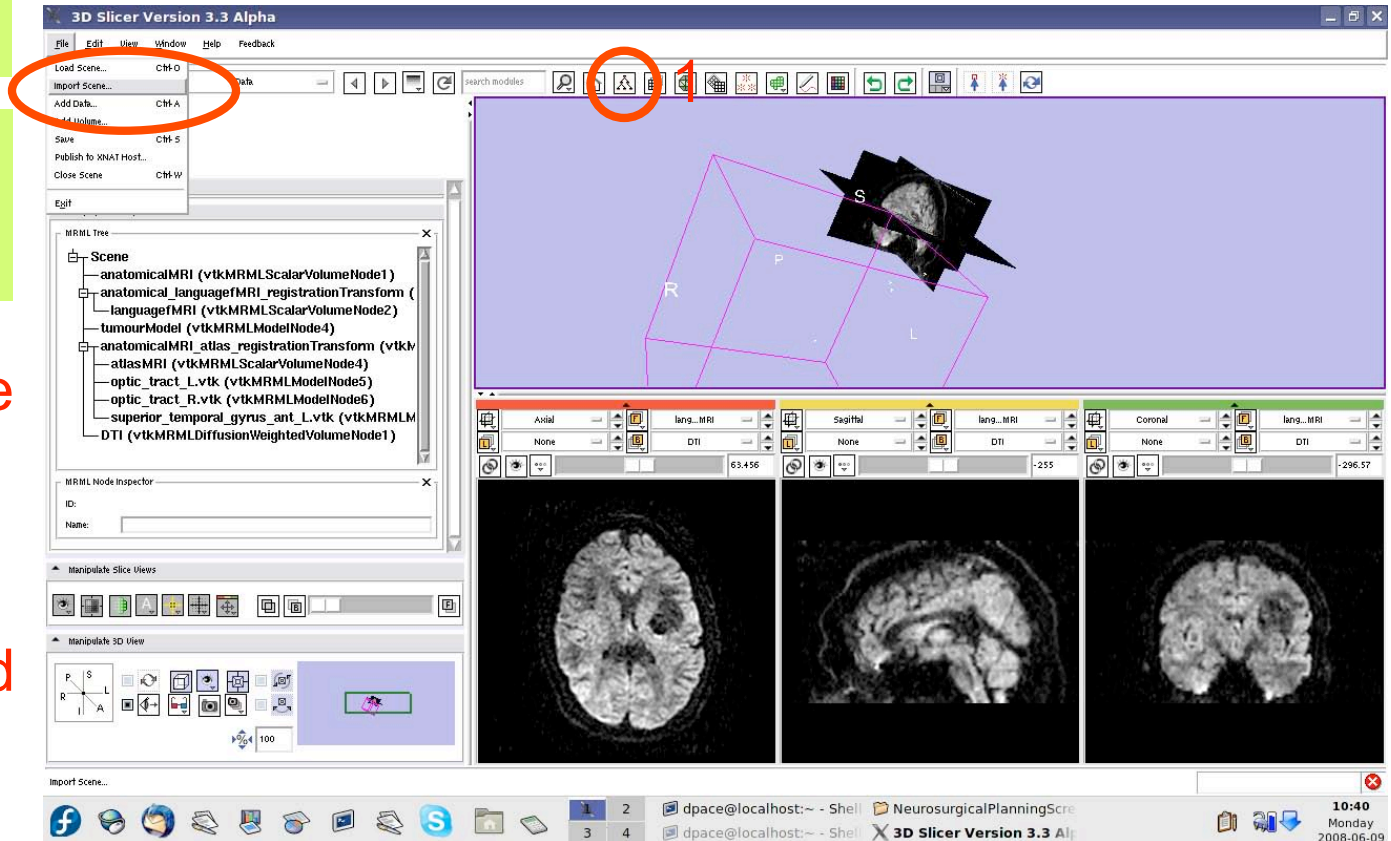 3D Slicer Version 3.3 Alpha
File Edit View Window Help Feedback
Load Scene... Ctrl-O
Import Scene...
Add Data... Ctrl-A
Add Volume...
Save Ctrl-S
Publish to XNAT Host...
Close Scene Ctrl-W
Exit
Data
search modules
1
S
P
R
L
MRML Tree
Scene
anatomicalMRI (vtkMRMLScalarVolumeNode1)
anatomical_languagefMRI_registrationTransform (
languagefMRI (vtkMRMLScalarVolumeNode2)
tumourModel (vtkMRMLModelNode4)
anatomicalMRI_atlas_registrationTransform (vtkM
atlasMRI (vtkMRMLScalarVolumeNode4)
optic_tract_L.vtk (vtkMRMLModelNode5)
optic_tract_R.vtk (vtkMRMLModelNode6)
superior_temporal_gyrus_ant_L.vtk (vtkMRMLM
DTI (vtkMRMLDiffusionWeightedVolumeNode1)
MRML Node Inspector
ID:
Name:
Manipulate Slice Views
Manipulate 3D View
P S
R L
I A
100
Axial lang...MRI
None DTI
63.456
Sagittal lang...MRI
None DTI
-255
Coronal lang...MRI
None DTI
-296.57
e
d
Import Scene...
1 2
3 4
dpace@localhost:~ - Shell
dpace@localhost:~ - Shell
NeurosurgicalPlanningScre
3D Slicer Version 3.3 Alp
10:40
Monday
2008-06-09